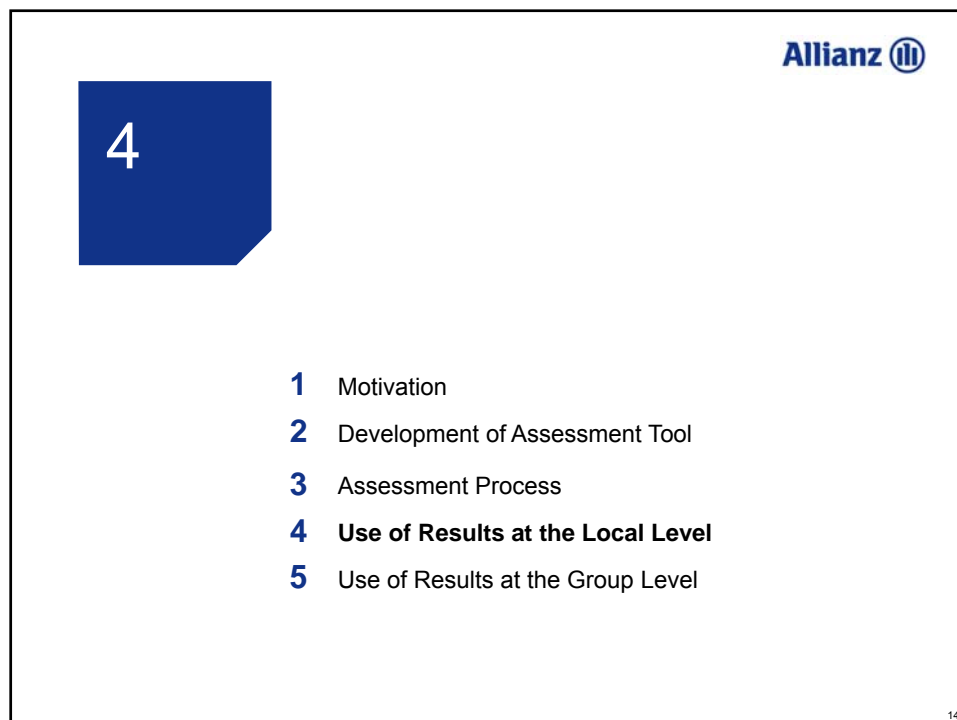 Allianz
4
1 Motivation
2 Development of Assessment Tool
3 Assessment Process
4 Use of Results at the Local Level
5 Use of Results at the Group Level
14